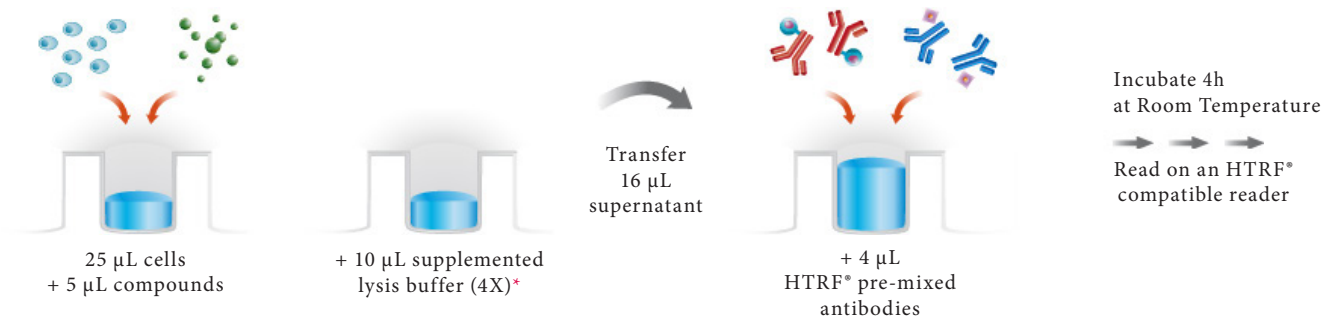 25 µL cells
+ 5 µL compounds
+ 10 µL supplemented
lysis buffer (4X)*
Transfer
16 µL
supernatant
+ 4 µL
HTRF® pre-mixed
antibodies
Incubate 4h
at Room Temperature
Read on an HTRF®
compatible reader